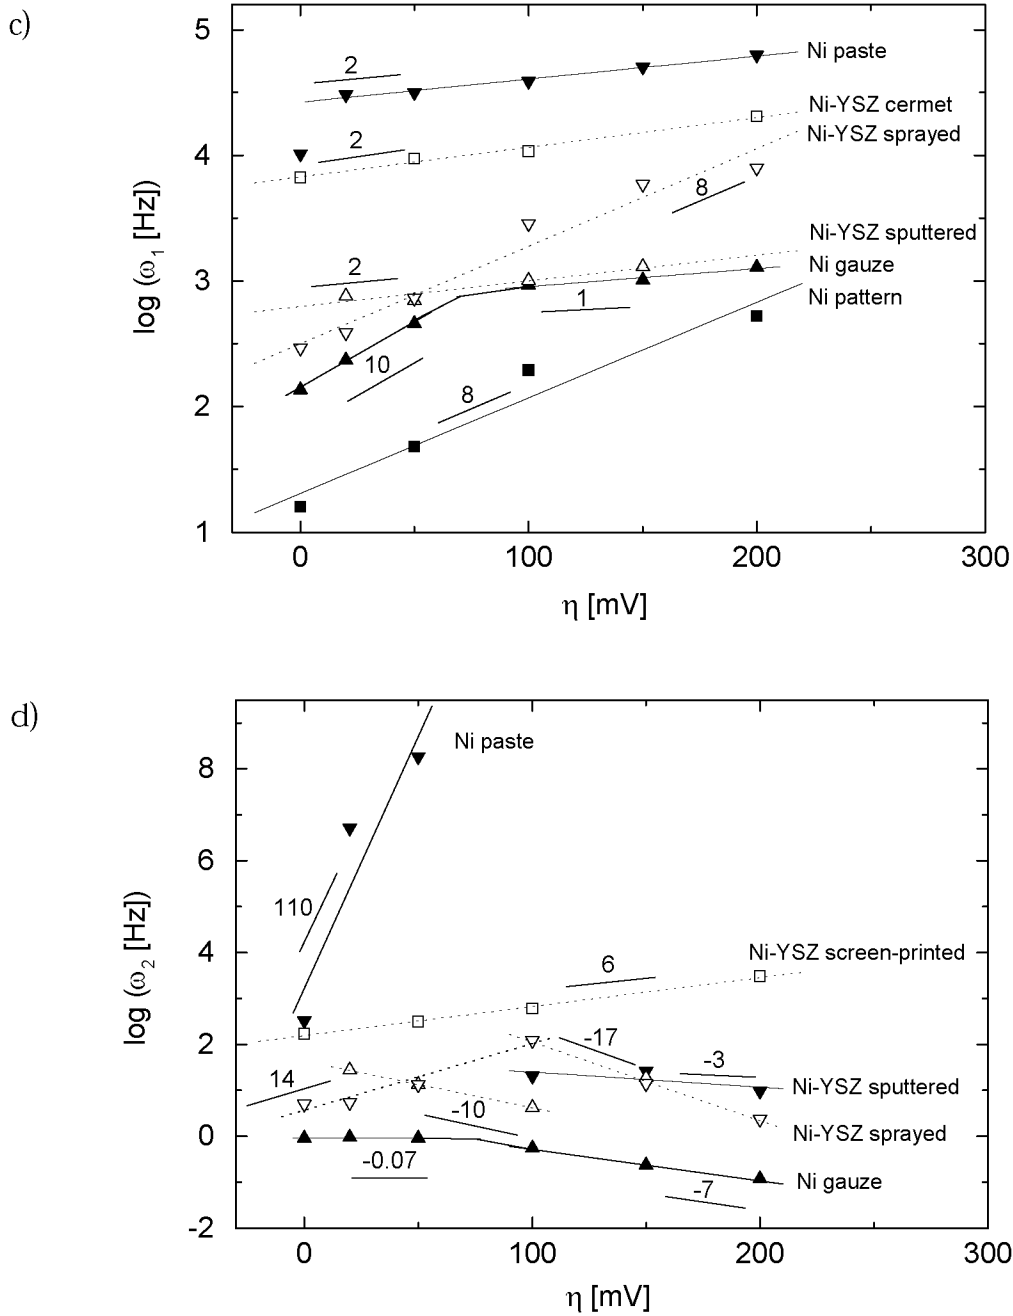 c)
5
4
3
2
1
log (ω₁ [Hz])
2
2
2
10
8
1
8
Ni paste
Ni-YSZ cermet
Ni-YSZ sprayed
Ni-YSZ sputtered
Ni gauze
Ni pattern
0
100
200
300
η [mV]
d)
8
6
4
2
0
-2
log (ω₂ [Hz])
Ni paste
110
6
Ni-YSZ screen-printed
14
-17
-3
Ni-YSZ sputtered
-10
Ni-YSZ sprayed
-0.07
-7
Ni gauze
0
100
200
300
η [mV]